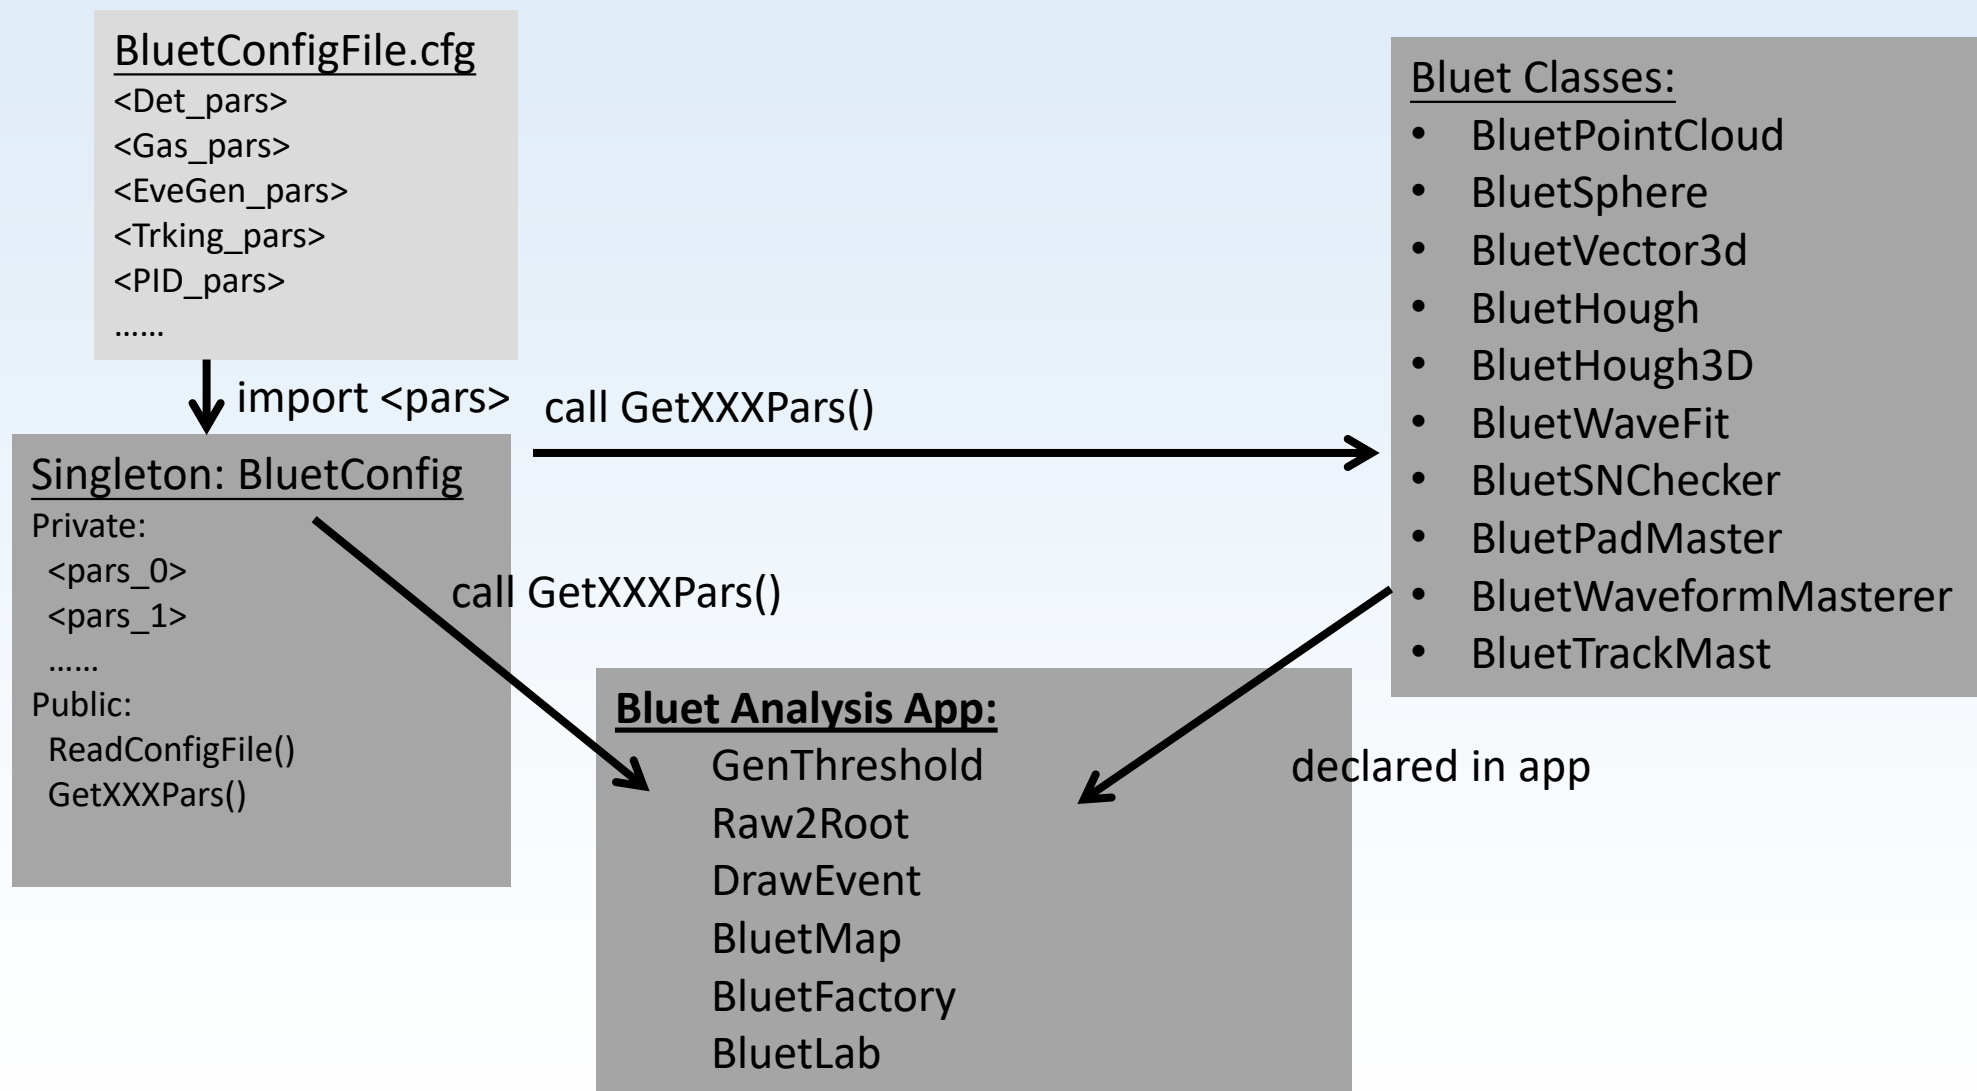 BluetConfigFile.cfg
<Det_pars>
<Gas_pars>
<EveGen_pars>
<Trking_pars>
<PID_pars>
……
import <pars>
Singleton: BluetConfig
Private:
<pars_0>
<pars_1>
……
Public:
ReadConfigFile()
GetXXXPars()
call GetXXXPars()
call GetXXXPars()
Bluet Classes:
• BluetPointCloud
• BluetSphere
• BluetVector3d
• BluetHough
• BluetHough3D
• BluetWaveFit
• BluetSNChecker
• BluetPadMaster
• BluetWaveformMasterer
• BluetTrackMast
declared in app
Bluet Analysis App:
GenThreshold
Raw2Root
DrawEvent
BluetMap
BluetFactory
BluetLab